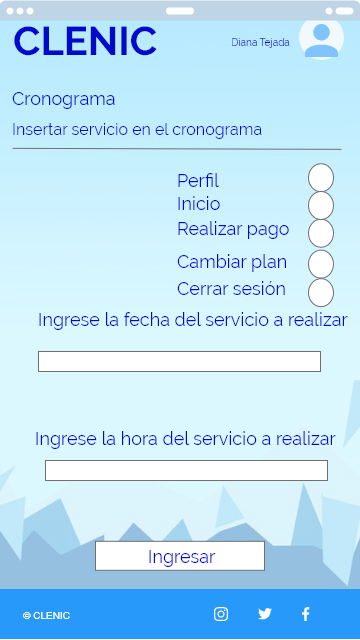 CLENIC
Diana Tejada
Cronograma
Insertar servicio en el cronograma
Perfil
Inicio
Realizar pago
Cambiar plan
Cerrar sesión
Ingrese la fecha del servicio a realizar
Ingrese la hora del servicio a realizar
Ingresar
© CLENIC